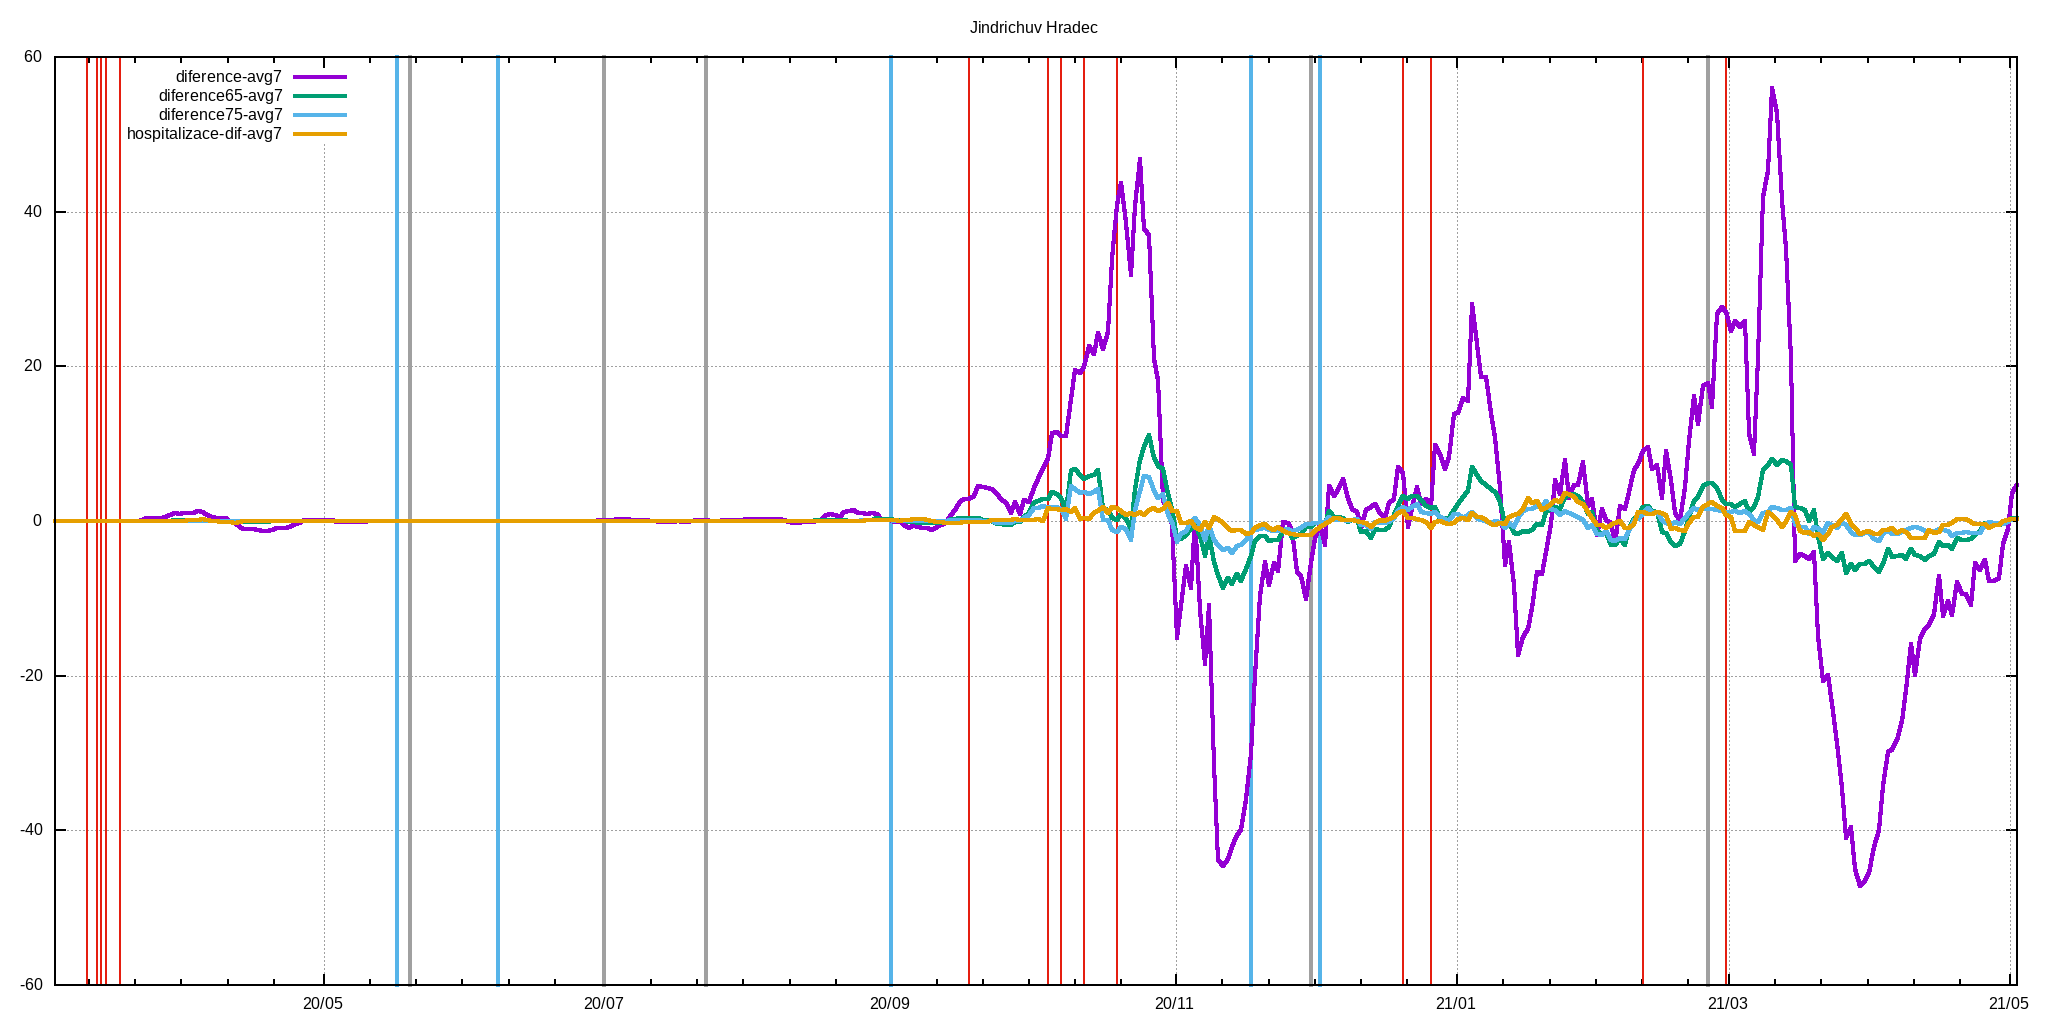 Jindrichuv Hradec
60
diference-avg7
diference65-avg7
diference75-avg7
hospitalizace-dif-avg7
40
20
0
-20
-40
-60
20/05 20/07 20/09 20/11 21/01 21/03 21/05